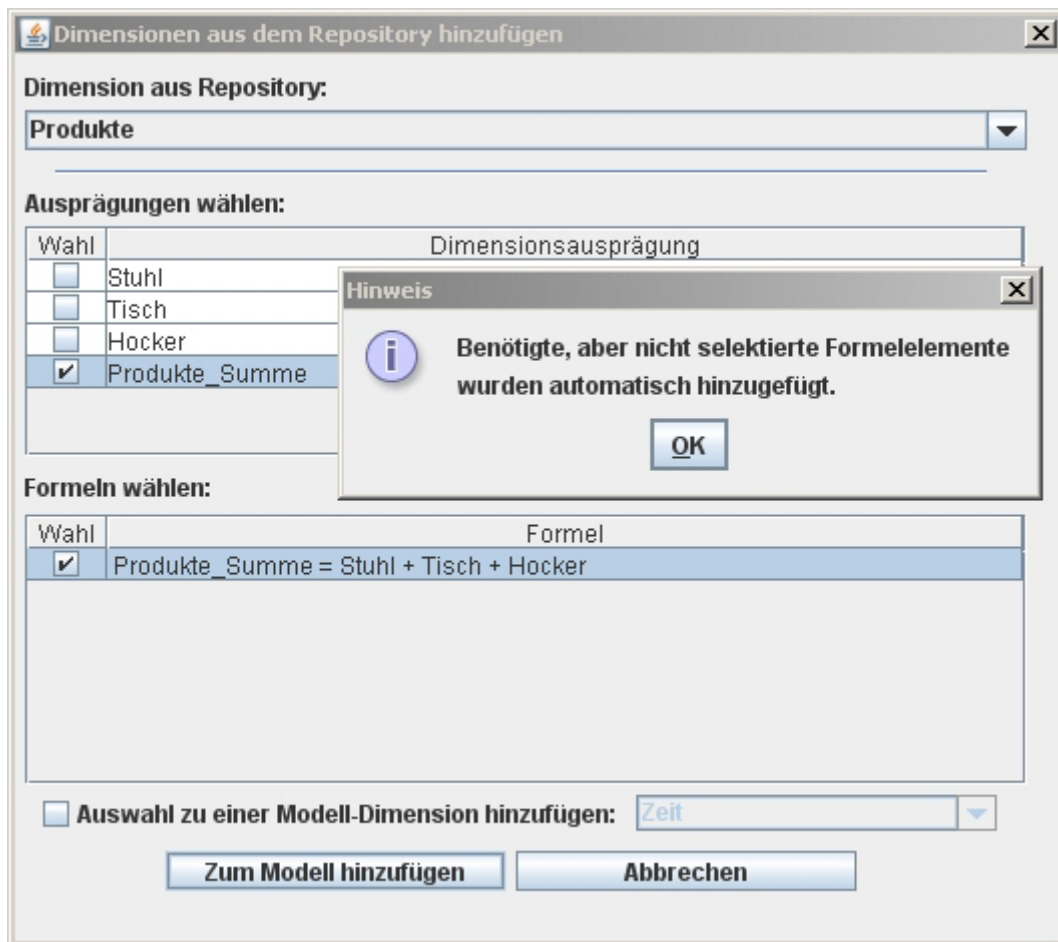 Dimensionen aus dem Repository hinzufügen
Dimension aus Repository:
Produkte
Ausprägungen wählen:
Wahl Dimensionsausprägung
Stuhl
Tisch
Hocker
Produkte_Summe
Hinweis
Benötigte, aber nicht selektierte Formelelemente
wurden automatisch hinzugefügt.
OK
Formeln wählen:
Wahl Formel
Produkte_Summe = Stuhl + Tisch + Hocker
Auswahl zu einer Modell-Dimension hinzufügen: Zeit
Zum Modell hinzufügen Abbrechen